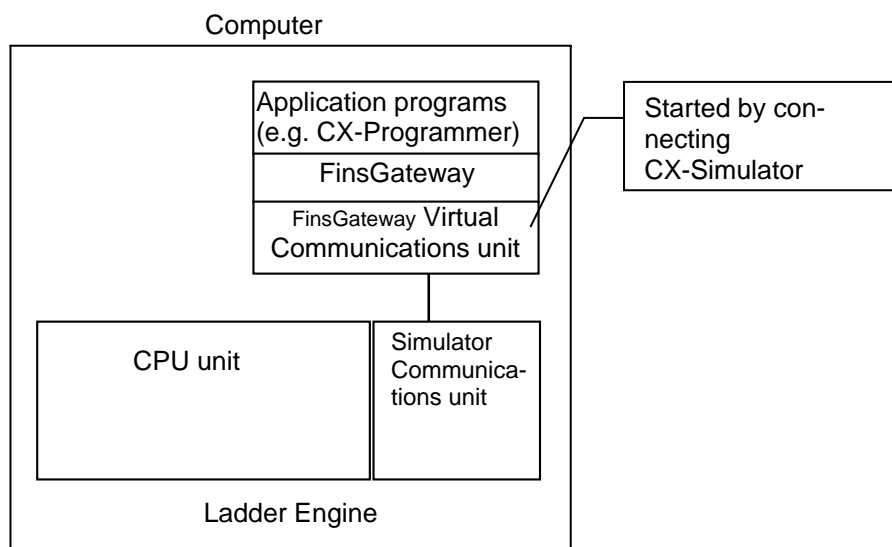 Computer
Application programs
(e.g. CX-Programmer)
FinsGateway
FinsGateway Virtual
Communications unit
Started by con-
necting
CX-Simulator
CPU unit
Simulator
Communica-
tions unit
Ladder Engine